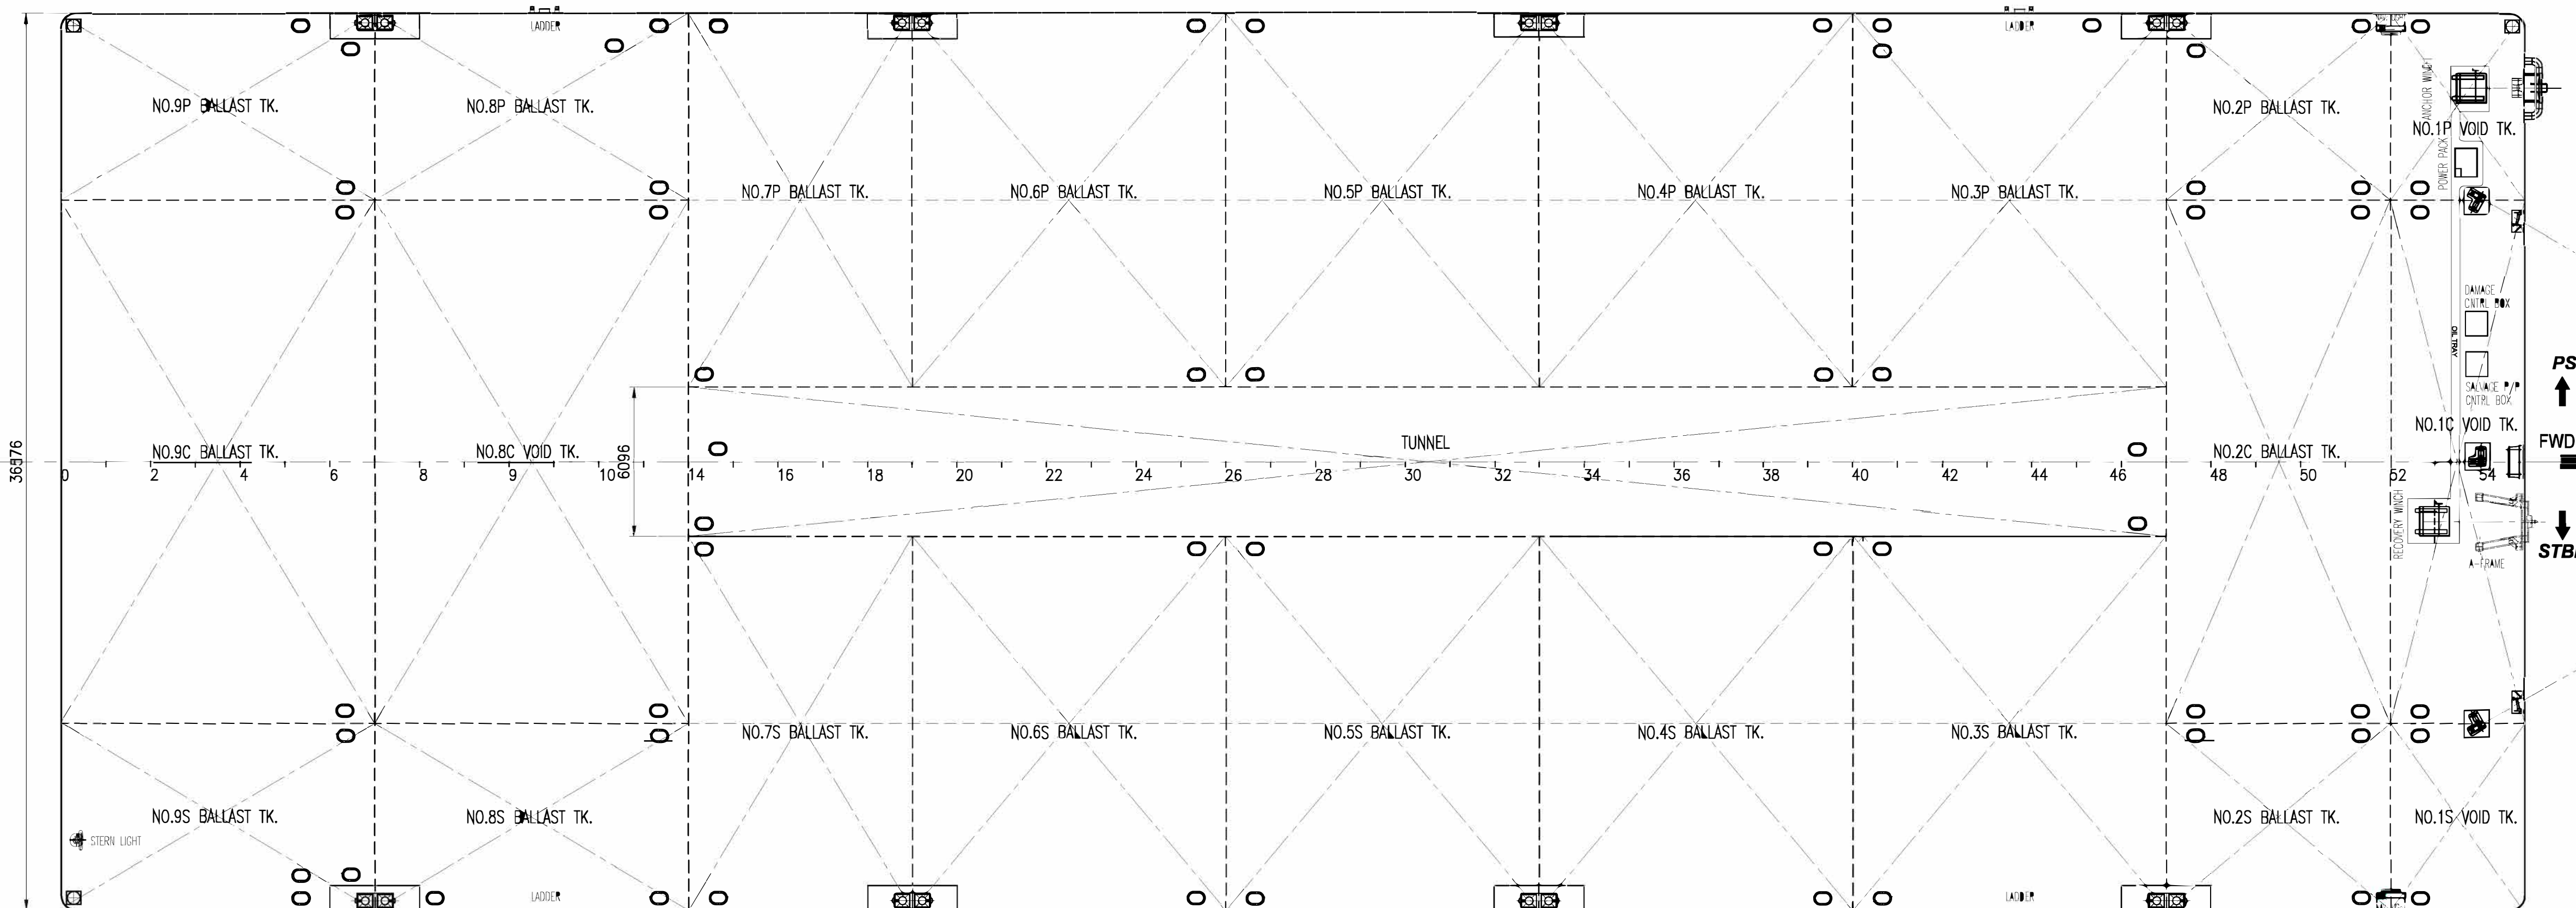 LADDER
LADDER
ANCHOR WINCH
NO.9P BALLAST TK.
NO.8P BALLAST TK.
NO.2P BALLAST TK.
NO.1P VOID TK.
POWER PACK
NO.7P BALLAST TK.
NO.6P BALLAST TK.
NO.5P BALLAST TK.
NO.4P BALLAST TK.
NO.3P BALLAST TK.
DAMAGE
CNTRL BOX
OIL TRAY
PS
SALVAGE P/P
CNTRL BOX
NO.1C VOID TK.
TUNNEL
FWD
36576
NO.9C BALLAST TK.
NO.8C VOID TK.
6096
NO.2C BALLAST TK.
0 2 4 6 8 9 10 14 16 18 20 22 24 26 28 30 32 34 36 38 40 42 44 46 48 50 52 54
RECOVERY WINCH
STB
A-FRAME
NO.7S BALLAST TK.
NO.6S BALLAST TK.
NO.5S BALLAST TK.
NO.4S BALLAST TK.
NO.3S BALLAST TK.
NO.9S BALLAST TK.
NO.8S BALLAST TK.
NO.2S BALLAST TK.
NO.1S VOID TK.
STERN LIGHT
LADDER
LADDER